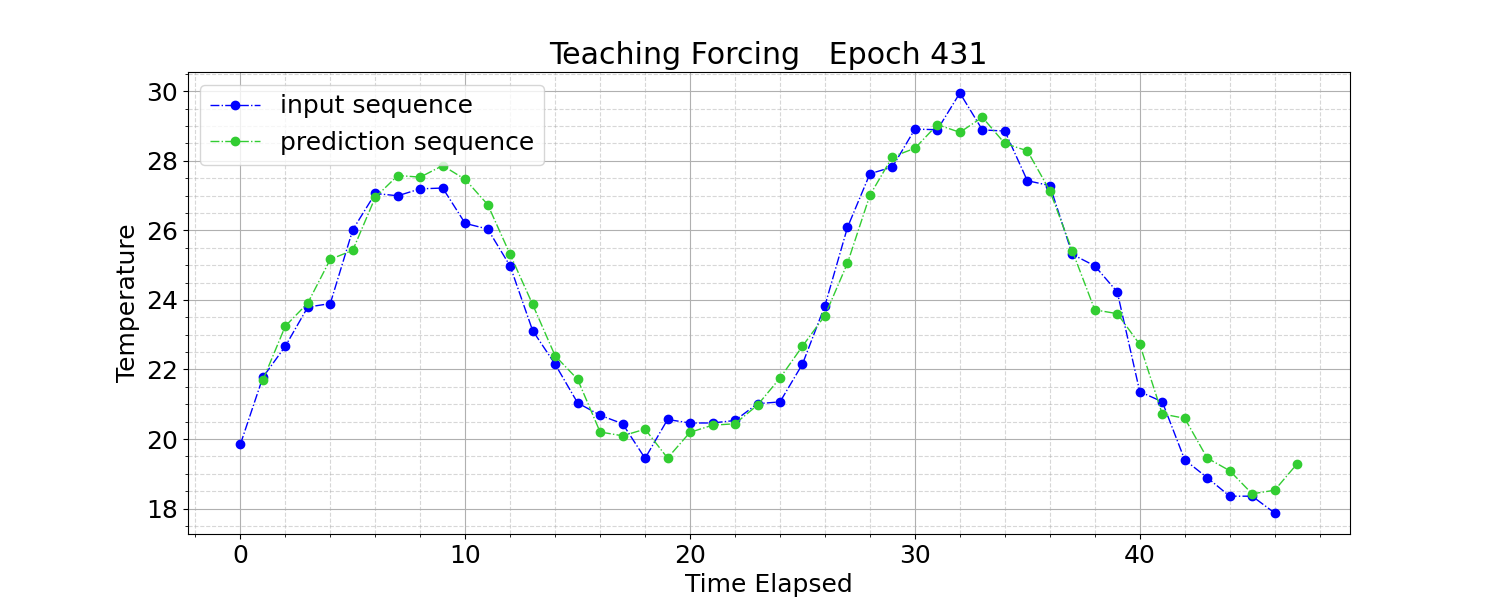 Teaching Forcing   Epoch 431
input sequence
prediction sequence
30
28
26
24
22
20
18
Temperature
0 10 20 30 40
Time Elapsed